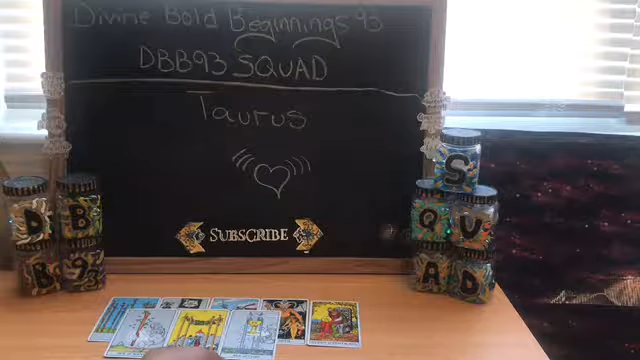 Divine Bold Beginnings 93
DBB93 SQUAD
Taurus
SUBSCRIBE
D B
B 93
S
Q U
A D